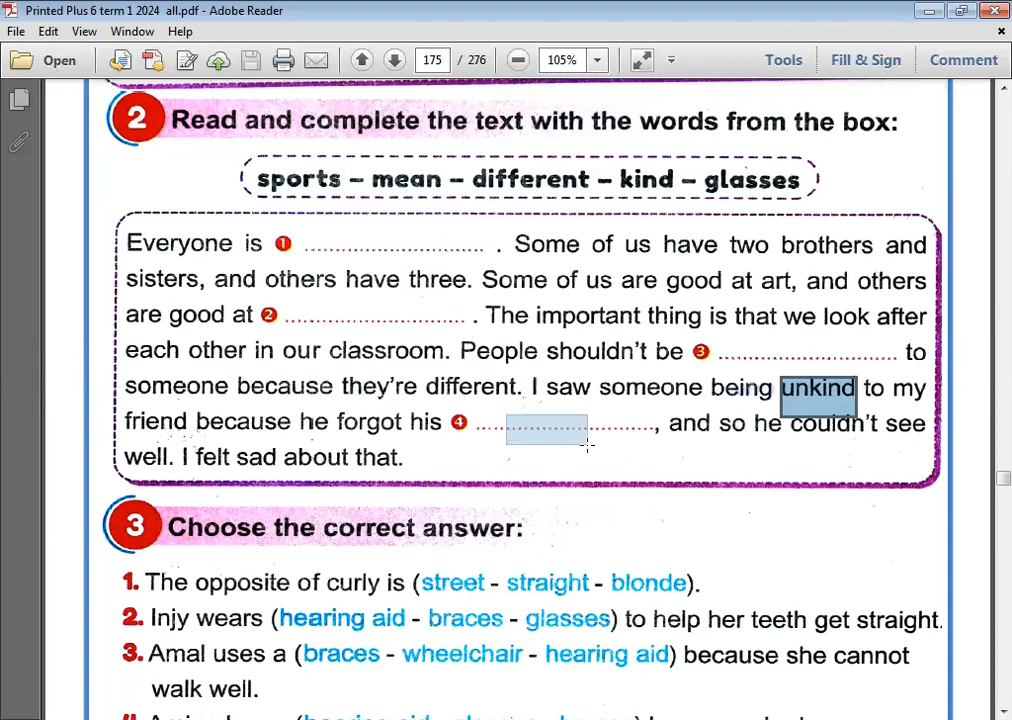 Printed Plus 6 term 1 2024 all.pdf - Adobe Reader
File Edit View Window Help
Open 175 / 276 105% Tools Fill & Sign Comment
2 Read and complete the text with the words from the box:
sports – mean – different – kind – glasses
Everyone is 1 ................................ . Some of us have two brothers and
sisters, and others have three. Some of us are good at art, and others
are good at 2 ................................ . The important thing is that we look after
each other in our classroom. People shouldn't be 3 ................................ to
someone because they're different. I saw someone being unkind to my
friend because he forgot his 4 ................................, and so he couldn't see
well. I felt sad about that.
3 Choose the correct answer:
1. The opposite of curly is (street - straight - blonde).
2. Injy wears (hearing aid - braces - glasses) to help her teeth get straight.
3. Amal uses a (braces - wheelchair - hearing aid) because she cannot
walk well.